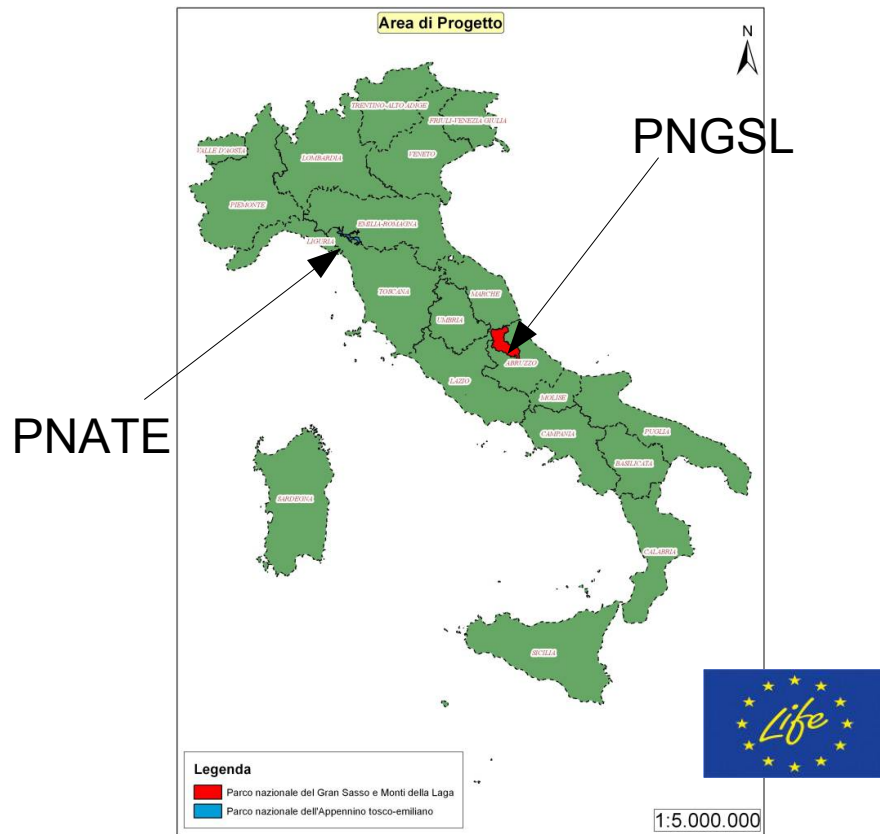 Area di Progetto
N
PNGSL
TRENTINO-ALTO ADIGE
FRIULI-VENEZIA GIULIA
VALLE D'AOSTA
LOMBARDIA
VENETO
PIEMONTE
EMILIA-ROMAGNA
LIGURIA
TOSCANA
MARCHE
UMBRIA
ABRUZZO
LAZIO
MOLISE
PNATE
CAMPANIA
PUGLIA
BASILICATA
SARDEGNA
CALABRIA
SICILIA
Life
Legenda
Parco nazionale del Gran Sasso e Monti della Laga
Parco nazionale dell'Appennino tosco-emiliano
1:5.000.000